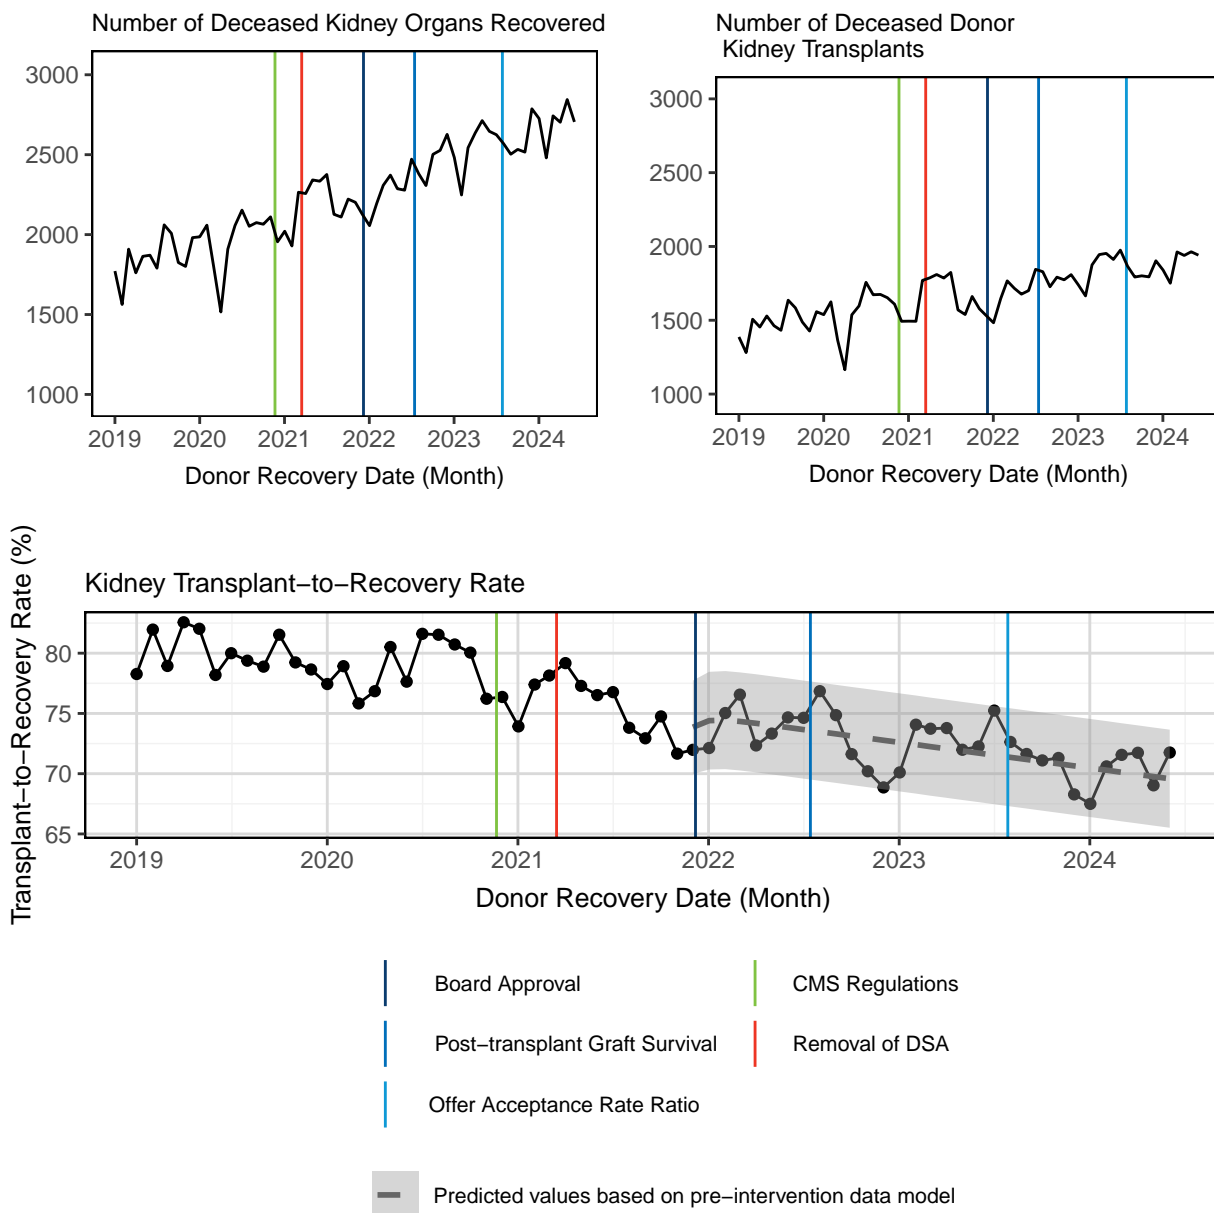 Number of Deceased Kidney Organs Recovered
3000
2500
2000
1500
1000
2019 2020 2021 2022 2023 2024
Donor Recovery Date (Month)
Number of Deceased Donor
Kidney Transplants
3000
2500
2000
1500
1000
2019 2020 2021 2022 2023 2024
Donor Recovery Date (Month)
Kidney Transplant−to−Recovery Rate
Transplant−to−Recovery Rate (%)
80
75
70
65
2019 2020 2021 2022 2023 2024
Donor Recovery Date (Month)
Board Approval
CMS Regulations
Post−transplant Graft Survival
Removal of DSA
Offer Acceptance Rate Ratio
Predicted values based on pre−intervention data model